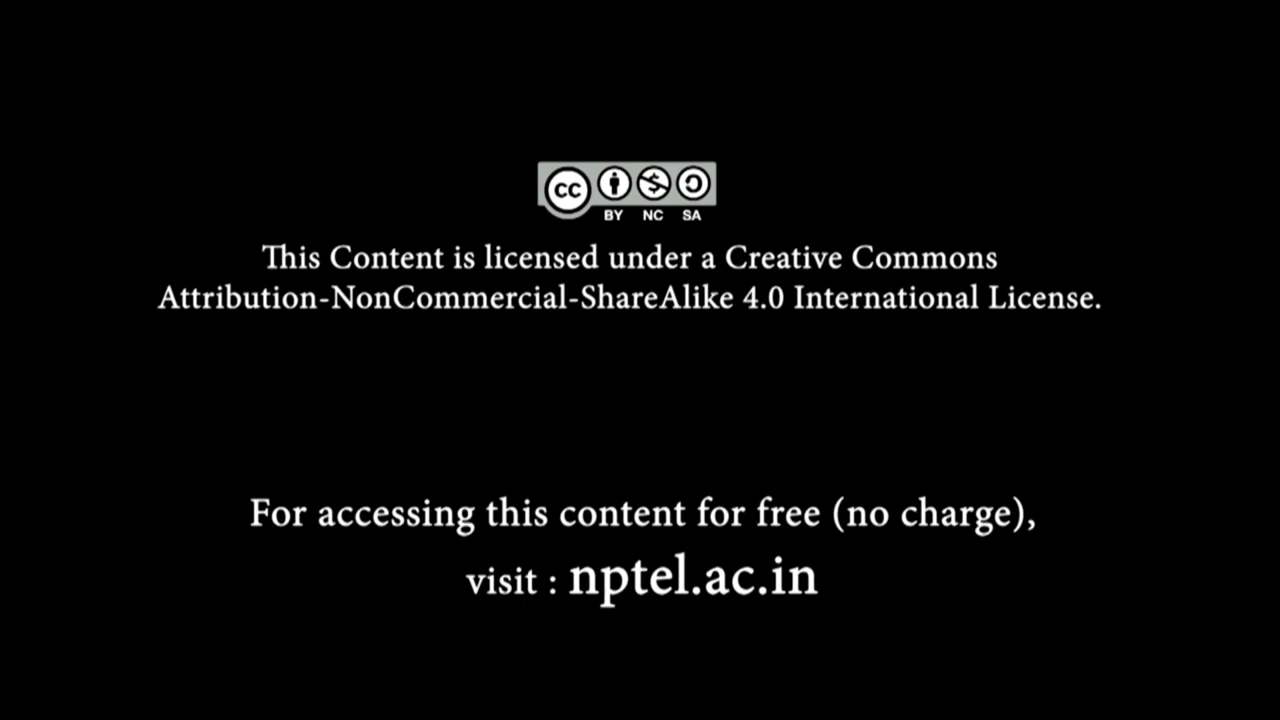 cc
BY NC SA
This Content is licensed under a Creative Commons
Attribution-NonCommercial-ShareAlike 4.0 International License.
For accessing this content for free (no charge),
visit : nptel.ac.in